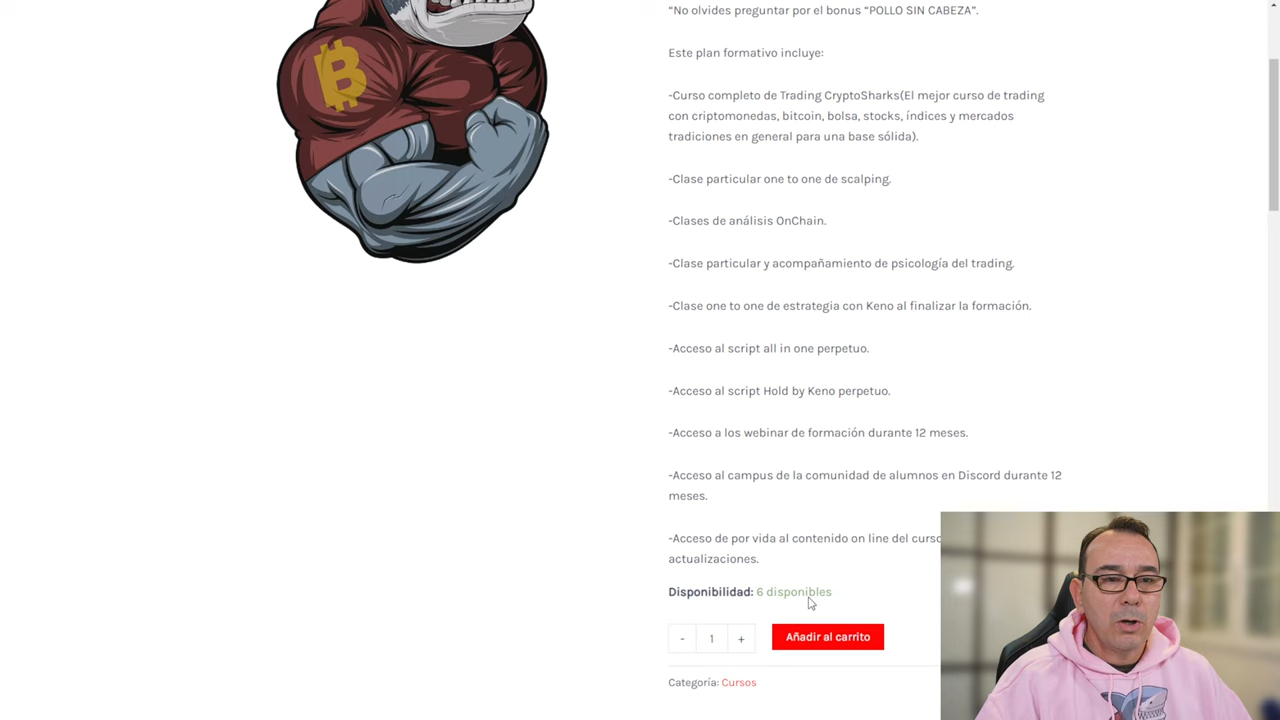 “No olvides preguntar por el bonus “POLLO SIN CABEZA”.
Este plan formativo incluye:
-Curso completo de Trading CryptoSharks(El mejor curso de trading
con criptomonedas, bitcoin, bolsa, stocks, índices y mercados
tradiciones en general para una base sólida).
-Clase particular one to one de scalping.
-Clases de análisis OnChain.
-Clase particular y acompañamiento de psicología del trading.
-Clase one to one de estrategia con Keno al finalizar la formación.
-Acceso al script all in one perpetuo.
-Acceso al script Hold by Keno perpetuo.
-Acceso a los webinar de formación durante 12 meses.
-Acceso al campus de la comunidad de alumnos en Discord durante 12
meses.
-Acceso de por vida al contenido on line del curso
actualizaciones.
Disponibilidad: 6 disponibles
- 1 + Añadir al carrito
Categoría: Cursos